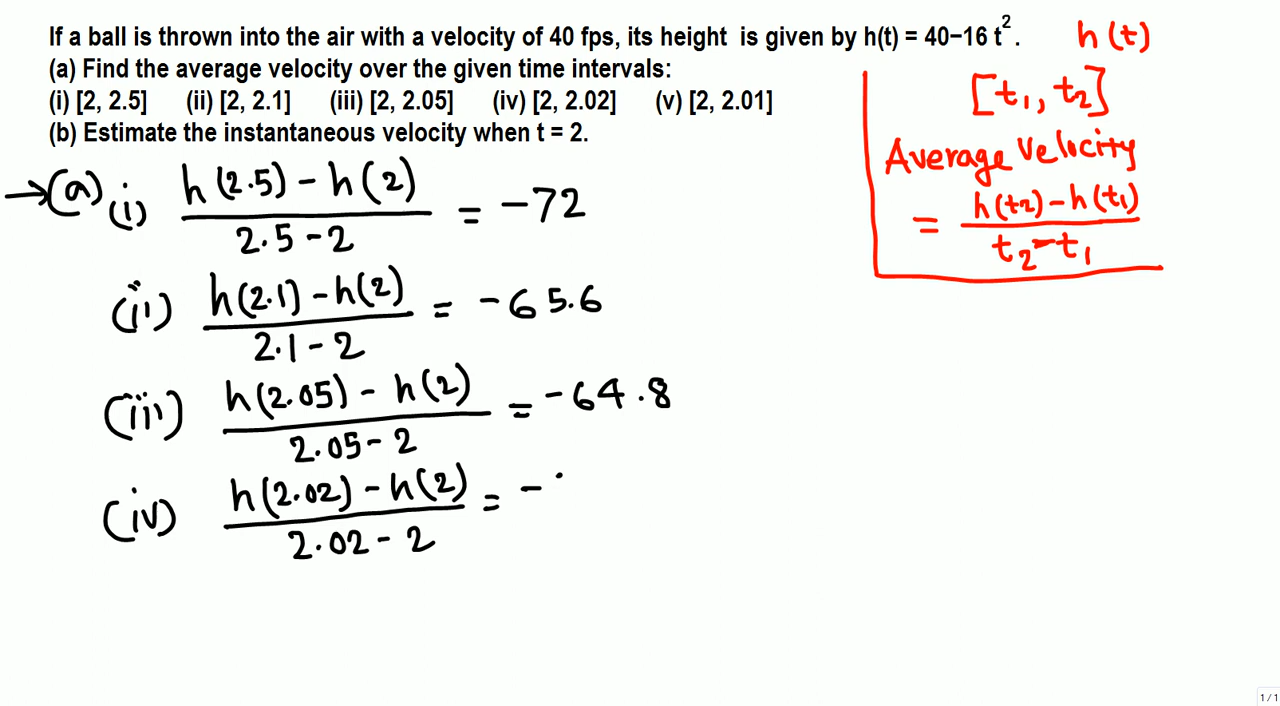 If a ball is thrown into the air with a velocity of 40 fps, its height is given by h(t) = 40−16 t².
h(t)
(a) Find the average velocity over the given time intervals:
(i) [2, 2.5] (ii) [2, 2.1] (iii) [2, 2.05] (iv) [2, 2.02] (v) [2, 2.01]
(b) Estimate the instantaneous velocity when t = 2.
[t₁, t₂]
Average Velocity
= h(t₂) − h(t₁)
t₂ − t₁
→ (a) (i) h(2.5) − h(2)
2.5 − 2
= −72
(ii) h(2.1) − h(2)
2.1 − 2
= −65.6
(iii) h(2.05) − h(2)
2.05 − 2
= −64.8
(iv) h(2.02) − h(2)
2.02 − 2
= −
1 / 1